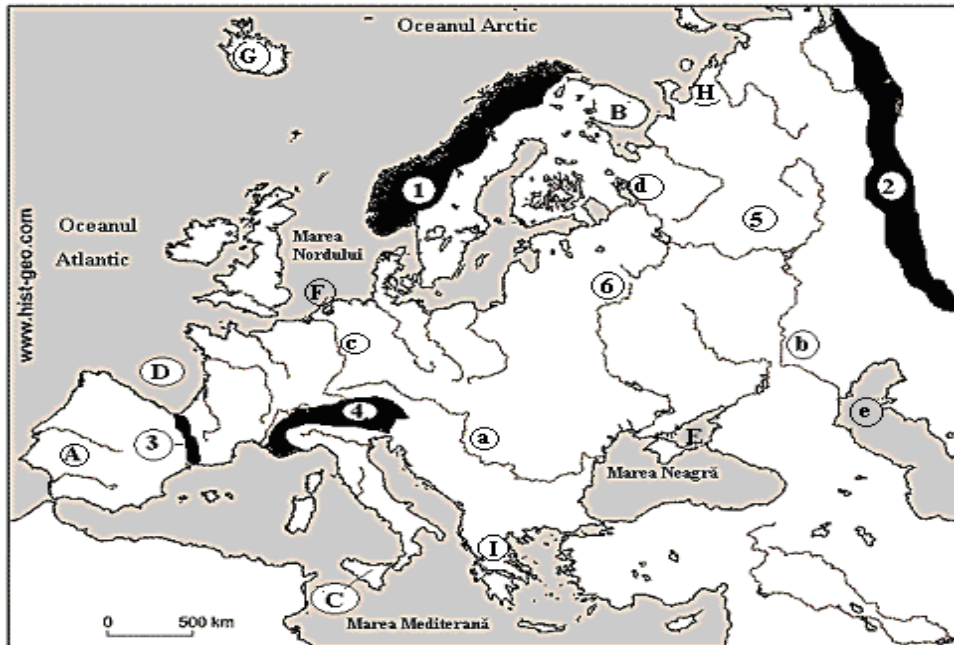 Oceanul Arctic
G
H
B
1
2
d
5
Oceanul
Atlantic
Marea
Nordului
F
6
c
b
D
e
4
3
A
a
E
Marea Neagră
I
C
Marea Mediterană
0 500 km
www.hist-geo.com